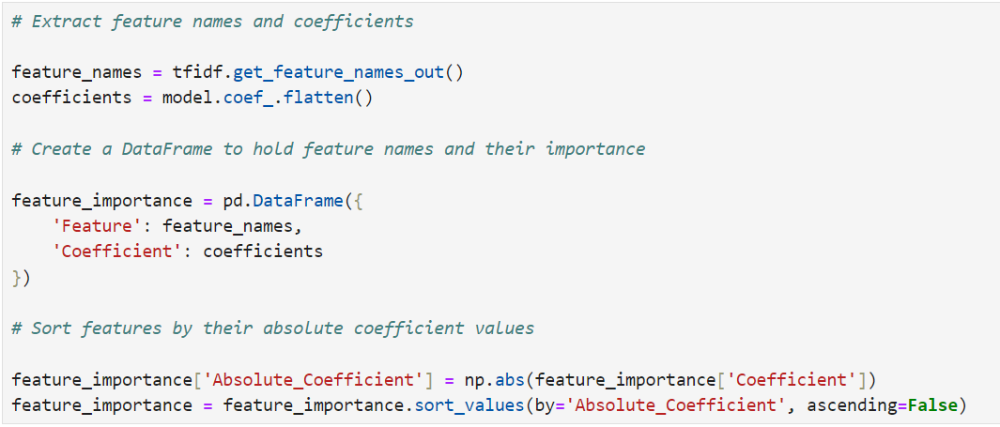 # Extract feature names and coefficients
feature_names = tfidf.get_feature_names_out()
coefficients = model.coef_.flatten()
# Create a DataFrame to hold feature names and their importance
feature_importance = pd.DataFrame({
    'Feature': feature_names,
    'Coefficient': coefficients
})
# Sort features by their absolute coefficient values
feature_importance['Absolute_Coefficient'] = np.abs(feature_importance['Coefficient'])
feature_importance = feature_importance.sort_values(by='Absolute_Coefficient', ascending=False)